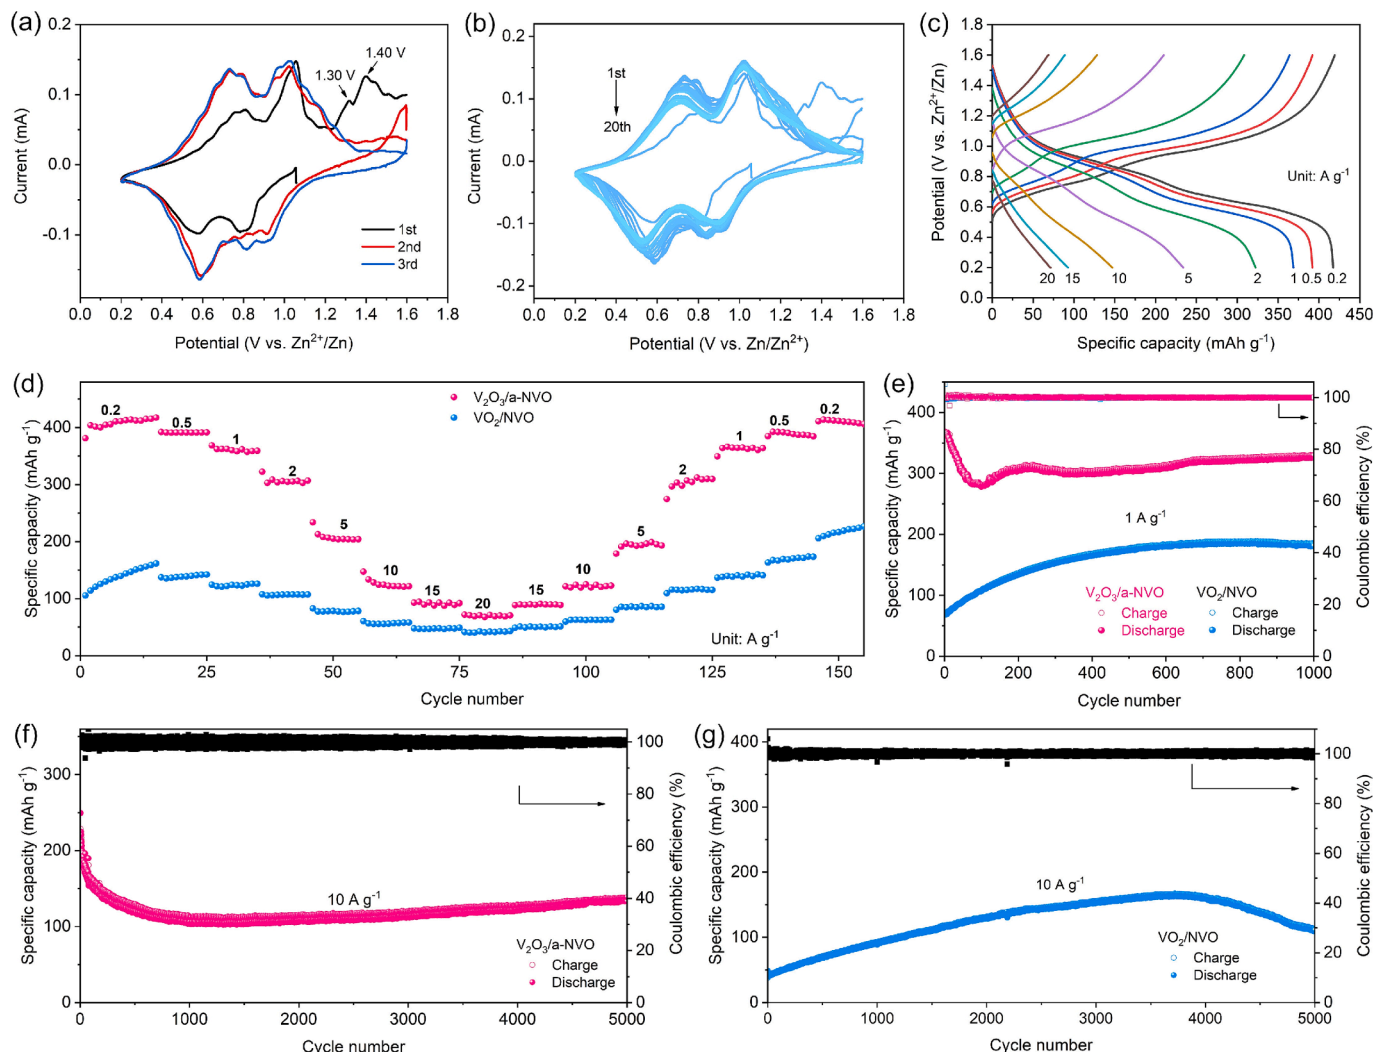 (a)
0.2
0.1
0.0
-0.1
Current (mA)
1.40 V
1.30 V
1st
2nd
3rd
0.0 0.2 0.4 0.6 0.8 1.0 1.2 1.4 1.6 1.8
Potential (V vs. Zn²⁺/Zn)
(b)
0.2
0.1
0.0
-0.1
-0.2
Current (mA)
1st
20th
0.0 0.2 0.4 0.6 0.8 1.0 1.2 1.4 1.6 1.8
Potential (V vs. Zn/Zn²⁺)
(c)
1.8
1.6
1.4
1.2
1.0
0.8
0.6
0.4
0.2
0.0
Potential (V vs. Zn²⁺/Zn)
Unit: A g⁻¹
20 15 10 5 2 1 0.5 0.2
0 50 100 150 200 250 300 350 400 450
Specific capacity (mAh g⁻¹)
(d)
400
300
200
100
0
Specific capacity (mAh g⁻¹)
V₂O₃/a-NVO
VO₂/NVO
0.2 0.5 1 2 5 10 15 20 15 10 5 2 1 0.5 0.2
Unit: A g⁻¹
0 25 50 75 100 125 150
Cycle number
(e)
400
300
200
100
0
Specific capacity (mAh g⁻¹)
1 A g⁻¹
V₂O₃/a-NVO VO₂/NVO
Charge Charge
Discharge Discharge
100
80
60
40
20
0
Coulombic efficiency (%)
0 200 400 600 800 1000
Cycle number
(f)
300
200
100
0
Specific capacity (mAh g⁻¹)
10 A g⁻¹
V₂O₃/a-NVO
Charge
Discharge
100
80
60
40
20
0
Coulombic efficiency (%)
0 1000 2000 3000 4000 5000
Cycle number
(g)
400
300
200
100
50
0
Specific capacity (mAh g⁻¹)
10 A g⁻¹
VO₂/NVO
Charge
Discharge
100
80
60
40
20
0
Coulombic efficiency (%)
0 1000 2000 3000 4000 5000
Cycle number